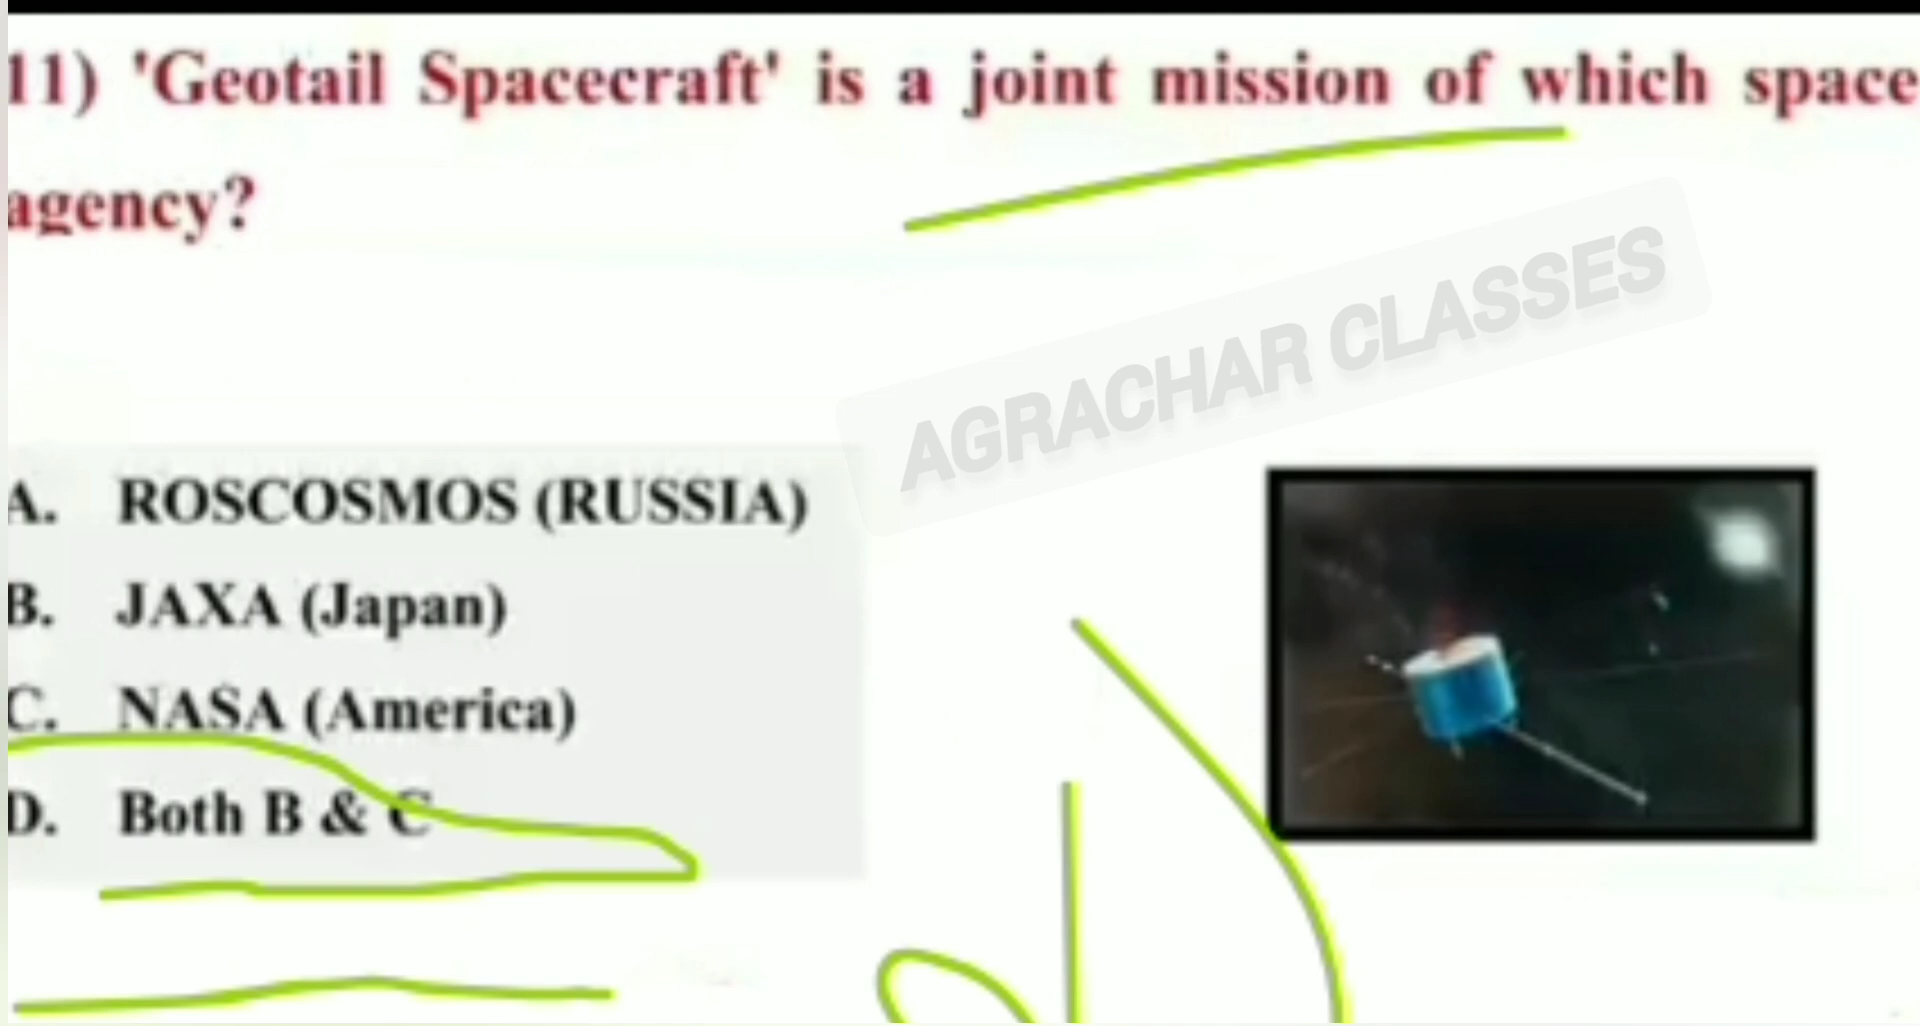 11) 'Geotail Spacecraft' is a joint mission of which space
agency?
AGRACHAR CLASSES
A. ROSCOSMOS (RUSSIA)
B. JAXA (Japan)
C. NASA (America)
D. Both B & C